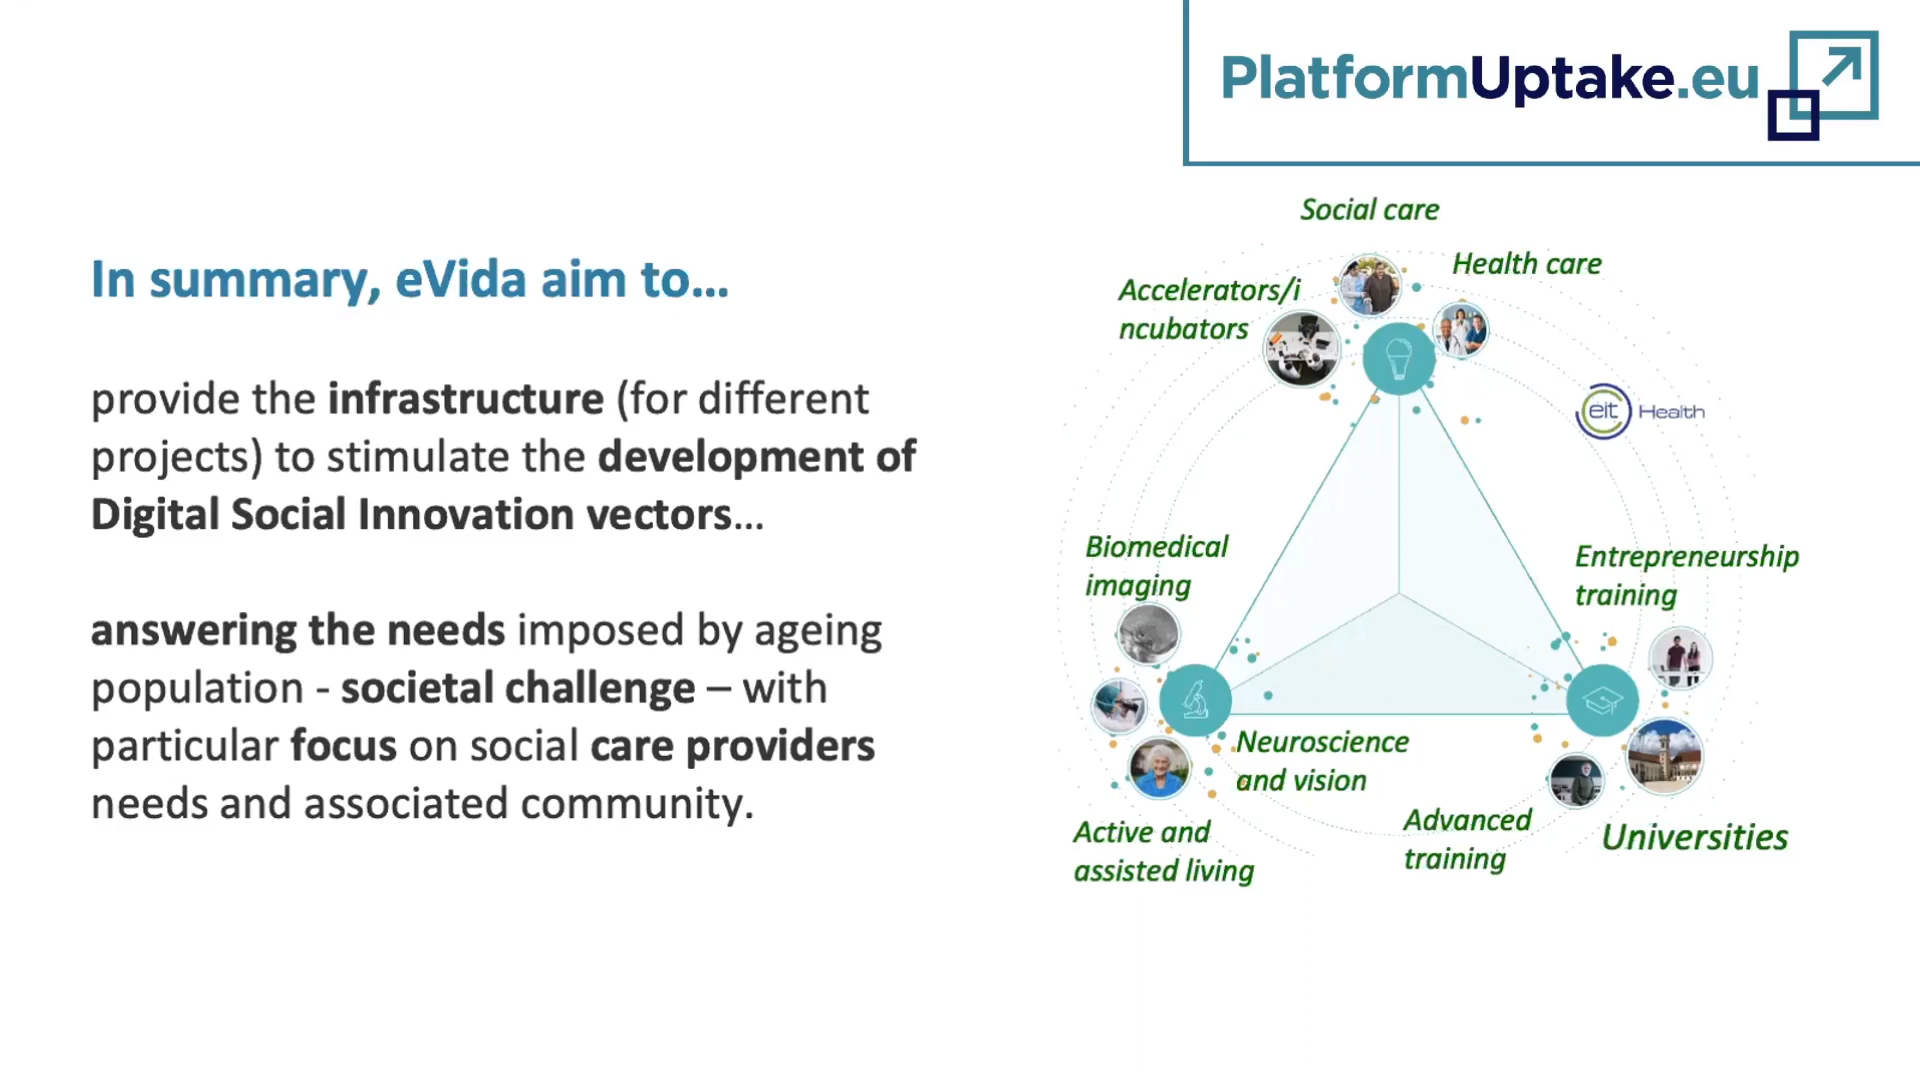 PlatformUptake.eu
In summary, eVida aim to...
provide the infrastructure (for different
projects) to stimulate the development of
Digital Social Innovation vectors...
answering the needs imposed by ageing
population - societal challenge – with
particular focus on social care providers
needs and associated community.
Social care
Health care
Accelerators/i
ncubators
eit Health
Biomedical
imaging
Entrepreneurship
training
Neuroscience
and vision
Active and
assisted living
Advanced
training
Universities